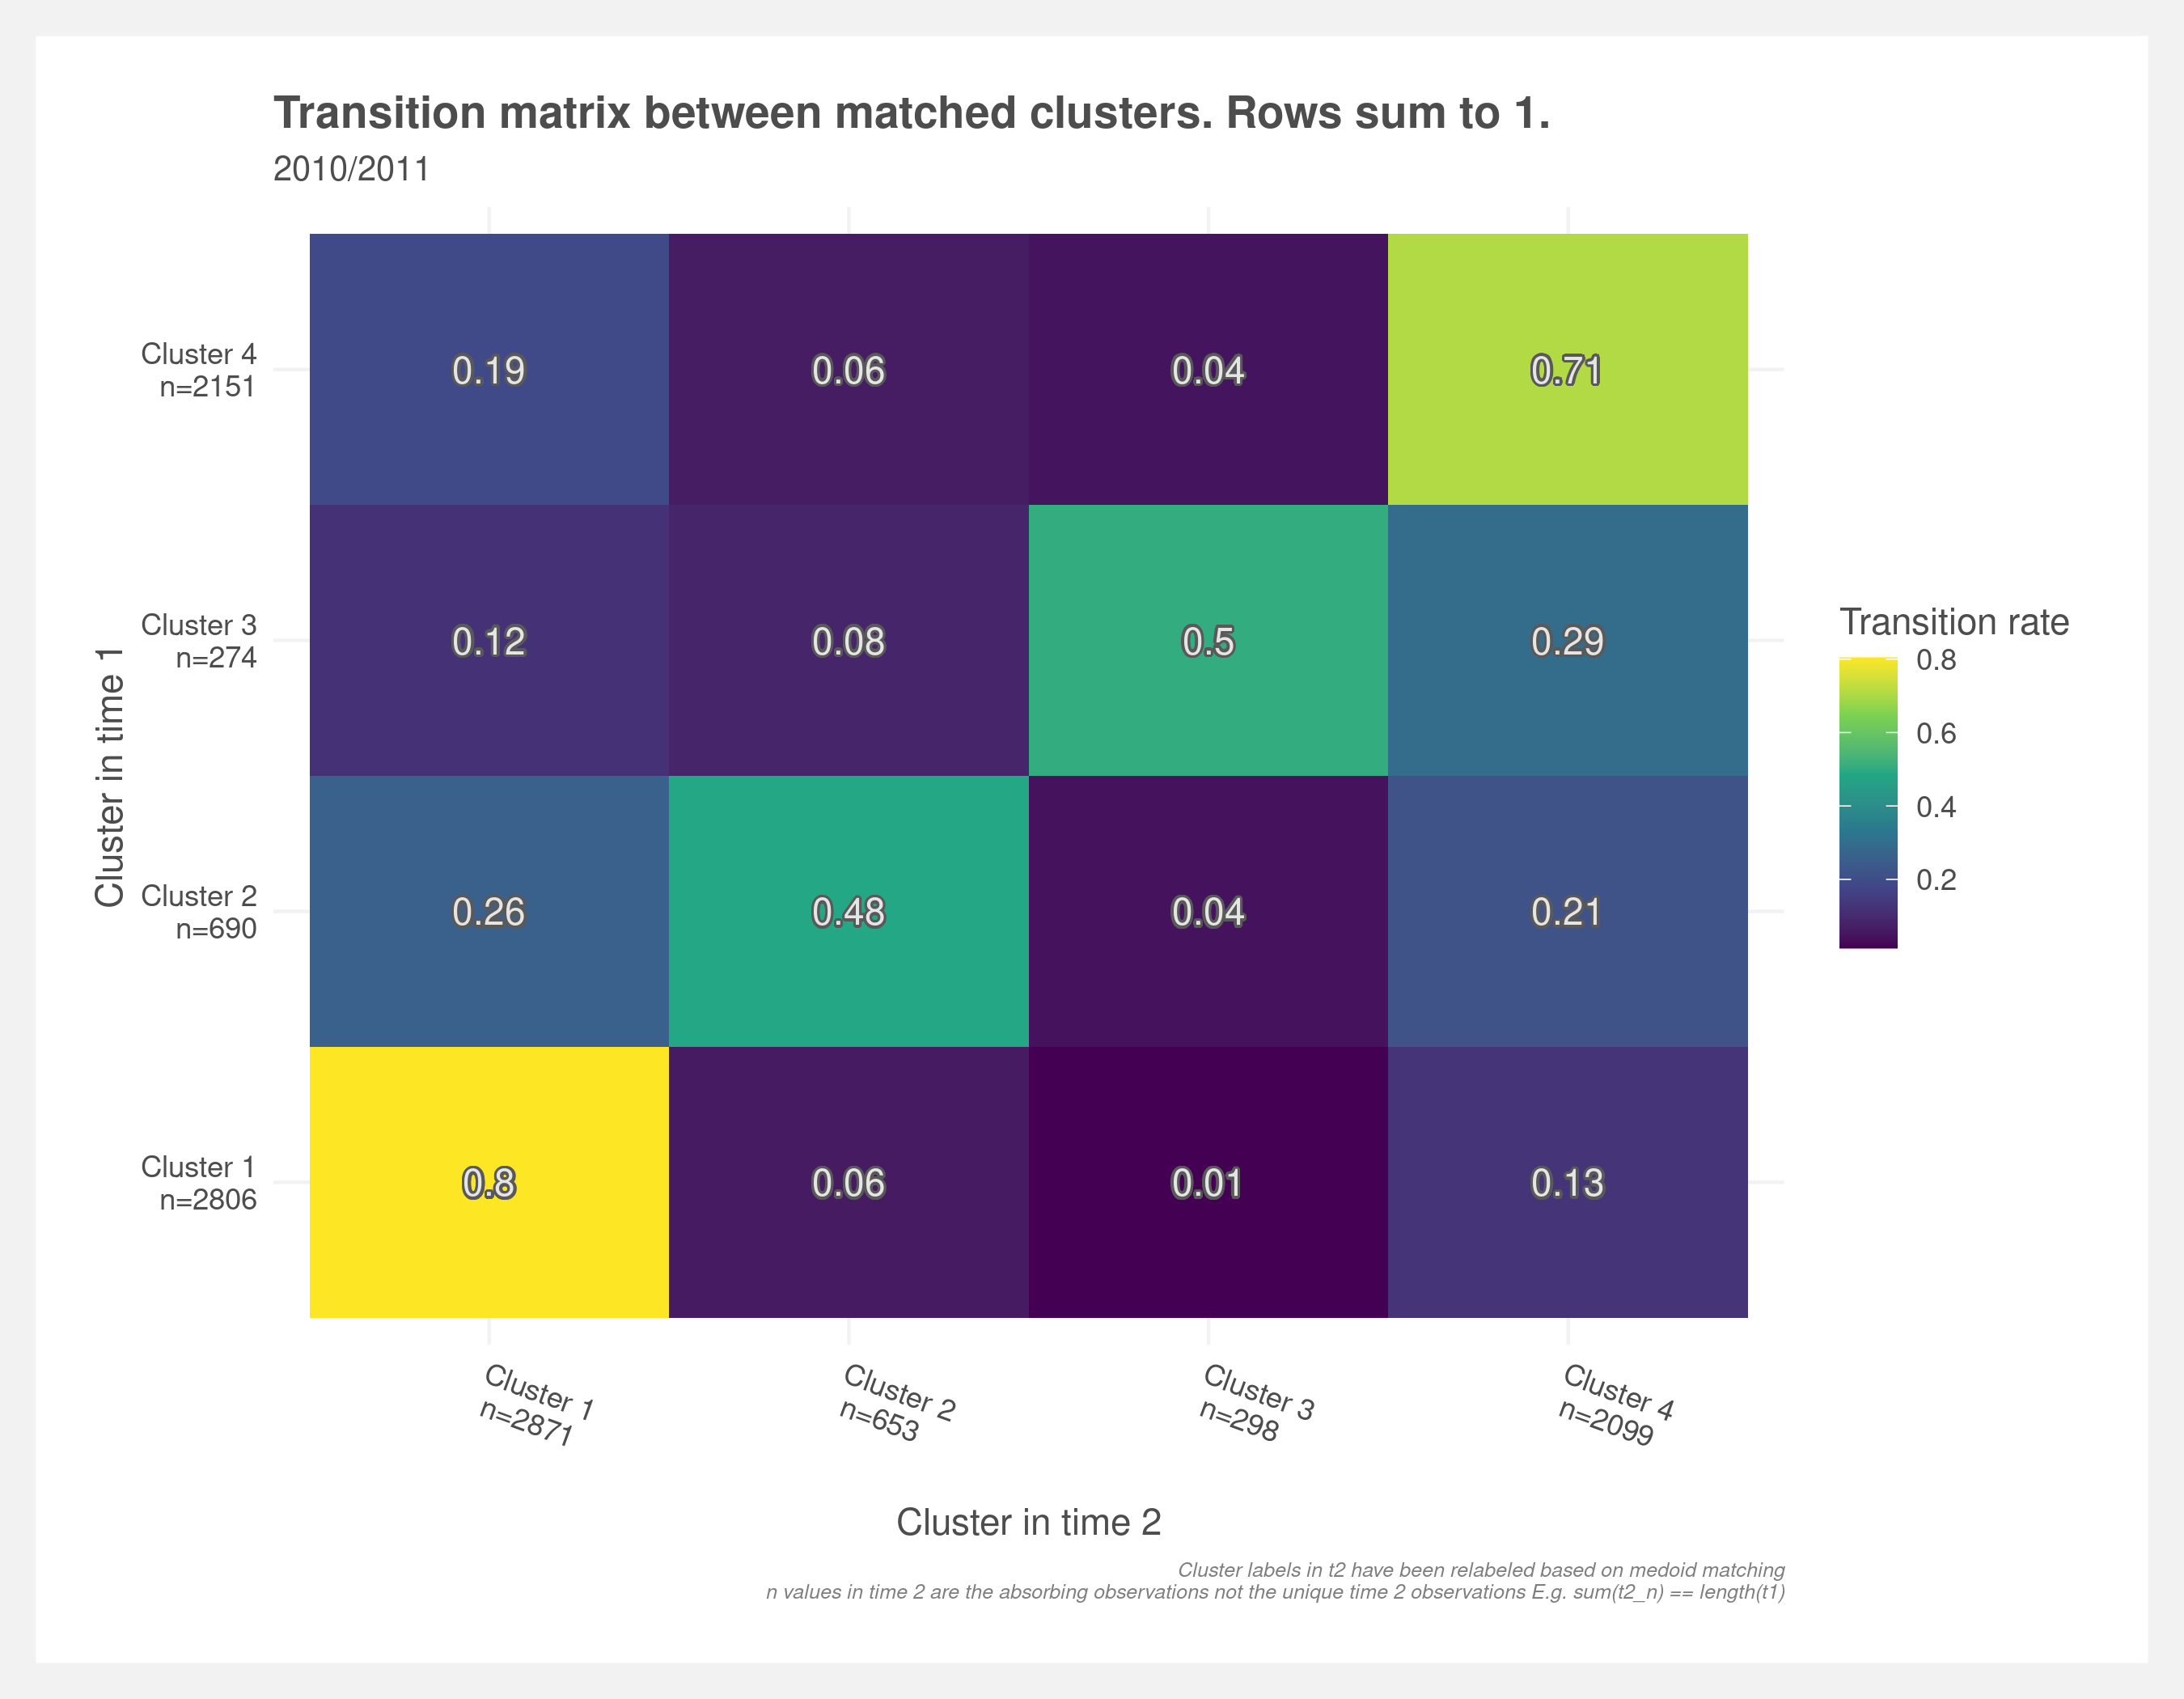 Transition matrix between matched clusters. Rows sum to 1.
2010/2011
Cluster in time 1
Cluster 4
n=2151
0.19
0.06
0.04
0.71
Cluster 3
n=274
0.12
0.08
0.5
0.29
Cluster 2
n=690
0.26
0.48
0.04
0.21
Cluster 1
n=2806
0.8
0.06
0.01
0.13
Cluster 1
n=2871
Cluster 2
n=653
Cluster 3
n=298
Cluster 4
n=2099
Cluster in time 2
Transition rate
0.8
0.6
0.4
0.2
Cluster labels in t2 have been relabeled based on medoid matching
n values in time 2 are the absorbing observations not the unique time 2 observations E.g. sum(t2_n) == length(t1)